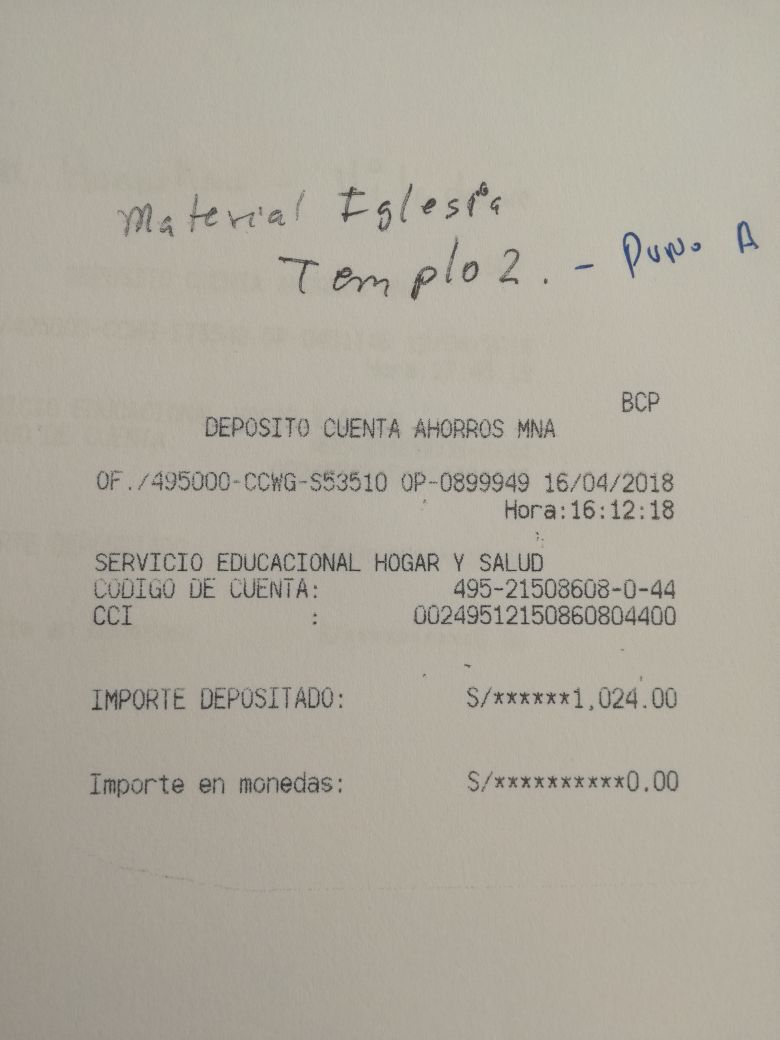 Material Iglesia
Templo 2. - Puno A
BCP
DEPOSITO CUENTA AHORROS MNA
OF./495000-CCWG-S53510 OP-0899949 16/04/2018
Hora:16:12:18
SERVICIO EDUCACIONAL HOGAR Y SALUD
CODIGO DE CUENTA: 495-21508608-0-44
CCI : 00249512150860804400
IMPORTE DEPOSITADO: S/******1,024.00
Importe en monedas: S/**********0.00